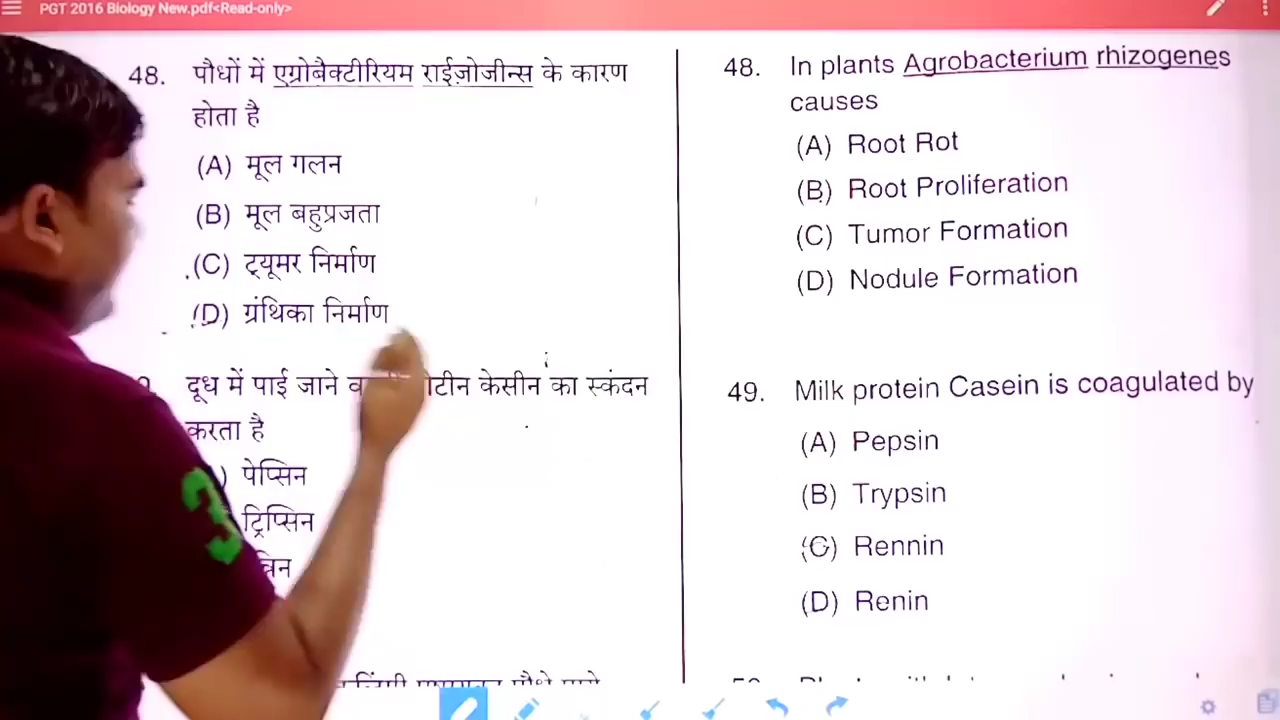 PGT 2016 Biology New.pdf<Read-only>
48. पौधों में एग्रोबैक्टीरियम राईज़ोजीन्स के कारण
होता है
(A) मूल गलन
(B) मूल बहुप्रजता
(C) ट्यूमर निर्माण
(D) ग्रंथिका निर्माण
दूध में पाई जाने केसीन का स्कंदन
करता है
पेप्सिन
ट्रिप्सिन
48. In plants Agrobacterium rhizogenes
causes
(A) Root Rot
(B) Root Proliferation
(C) Tumor Formation
(D) Nodule Formation
49. Milk protein Casein is coagulated by
(A) Pepsin
(B) Trypsin
(C) Rennin
(D) Renin
3